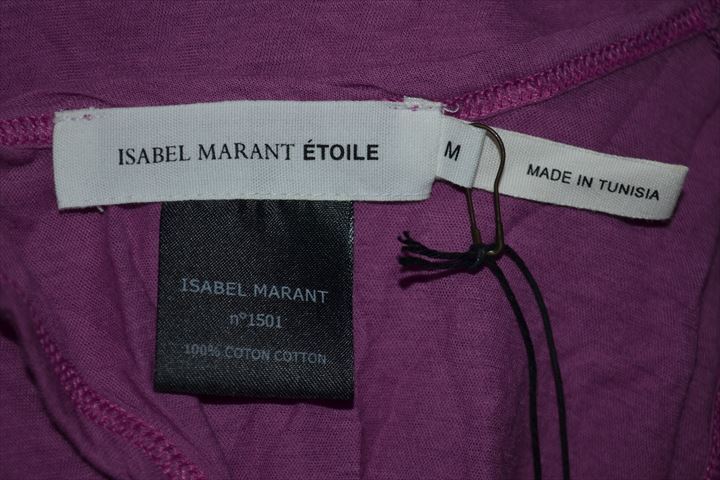 ISABEL MARANT ÉTOILE
M
MADE IN TUNISIA
ISABEL MARANT
n°1501
100% COTON COTTON